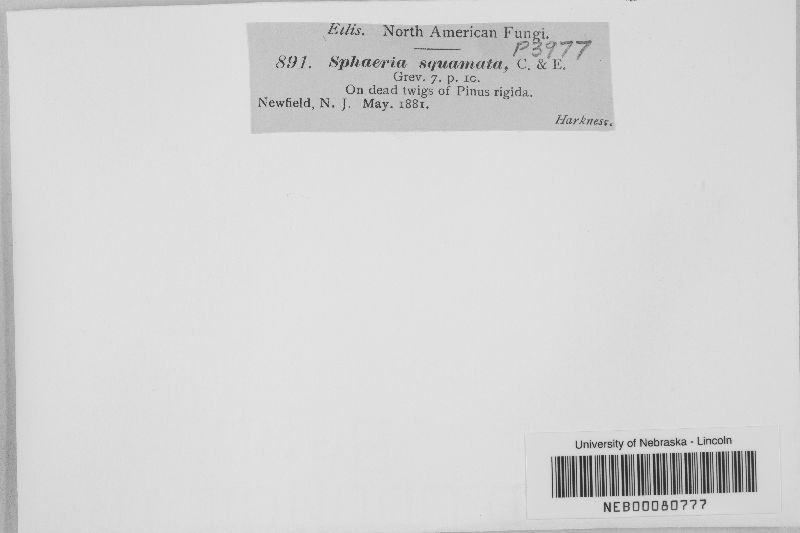 Ellis. North American Fungi.
P3977
891. Sphaeria squamata, C. & E.
Grev. 7. p. 10.
On dead twigs of Pinus rigida.
Newfield, N. J. May. 1881.
Harkness.
University of Nebraska - Lincoln
NEB00080777